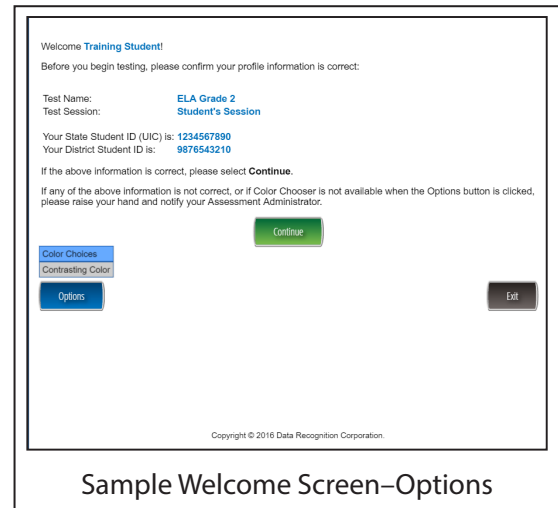 Welcome Training Student!
Before you begin testing, please confirm your profile information is correct:
Test Name: ELA Grade 2
Test Session: Student's Session
Your State Student ID (UIC) is: 1234567890
Your District Student ID is: 9876543210
If the above information is correct, please select Continue.
If any of the above information is not correct, or if Color Chooser is not available when the Options button is clicked,
please raise your hand and notify your Assessment Administrator.
Continue
Color Choices
Contrasting Color
Options Exit
Copyright © 2016 Data Recognition Corporation.
Sample Welcome Screen–Options